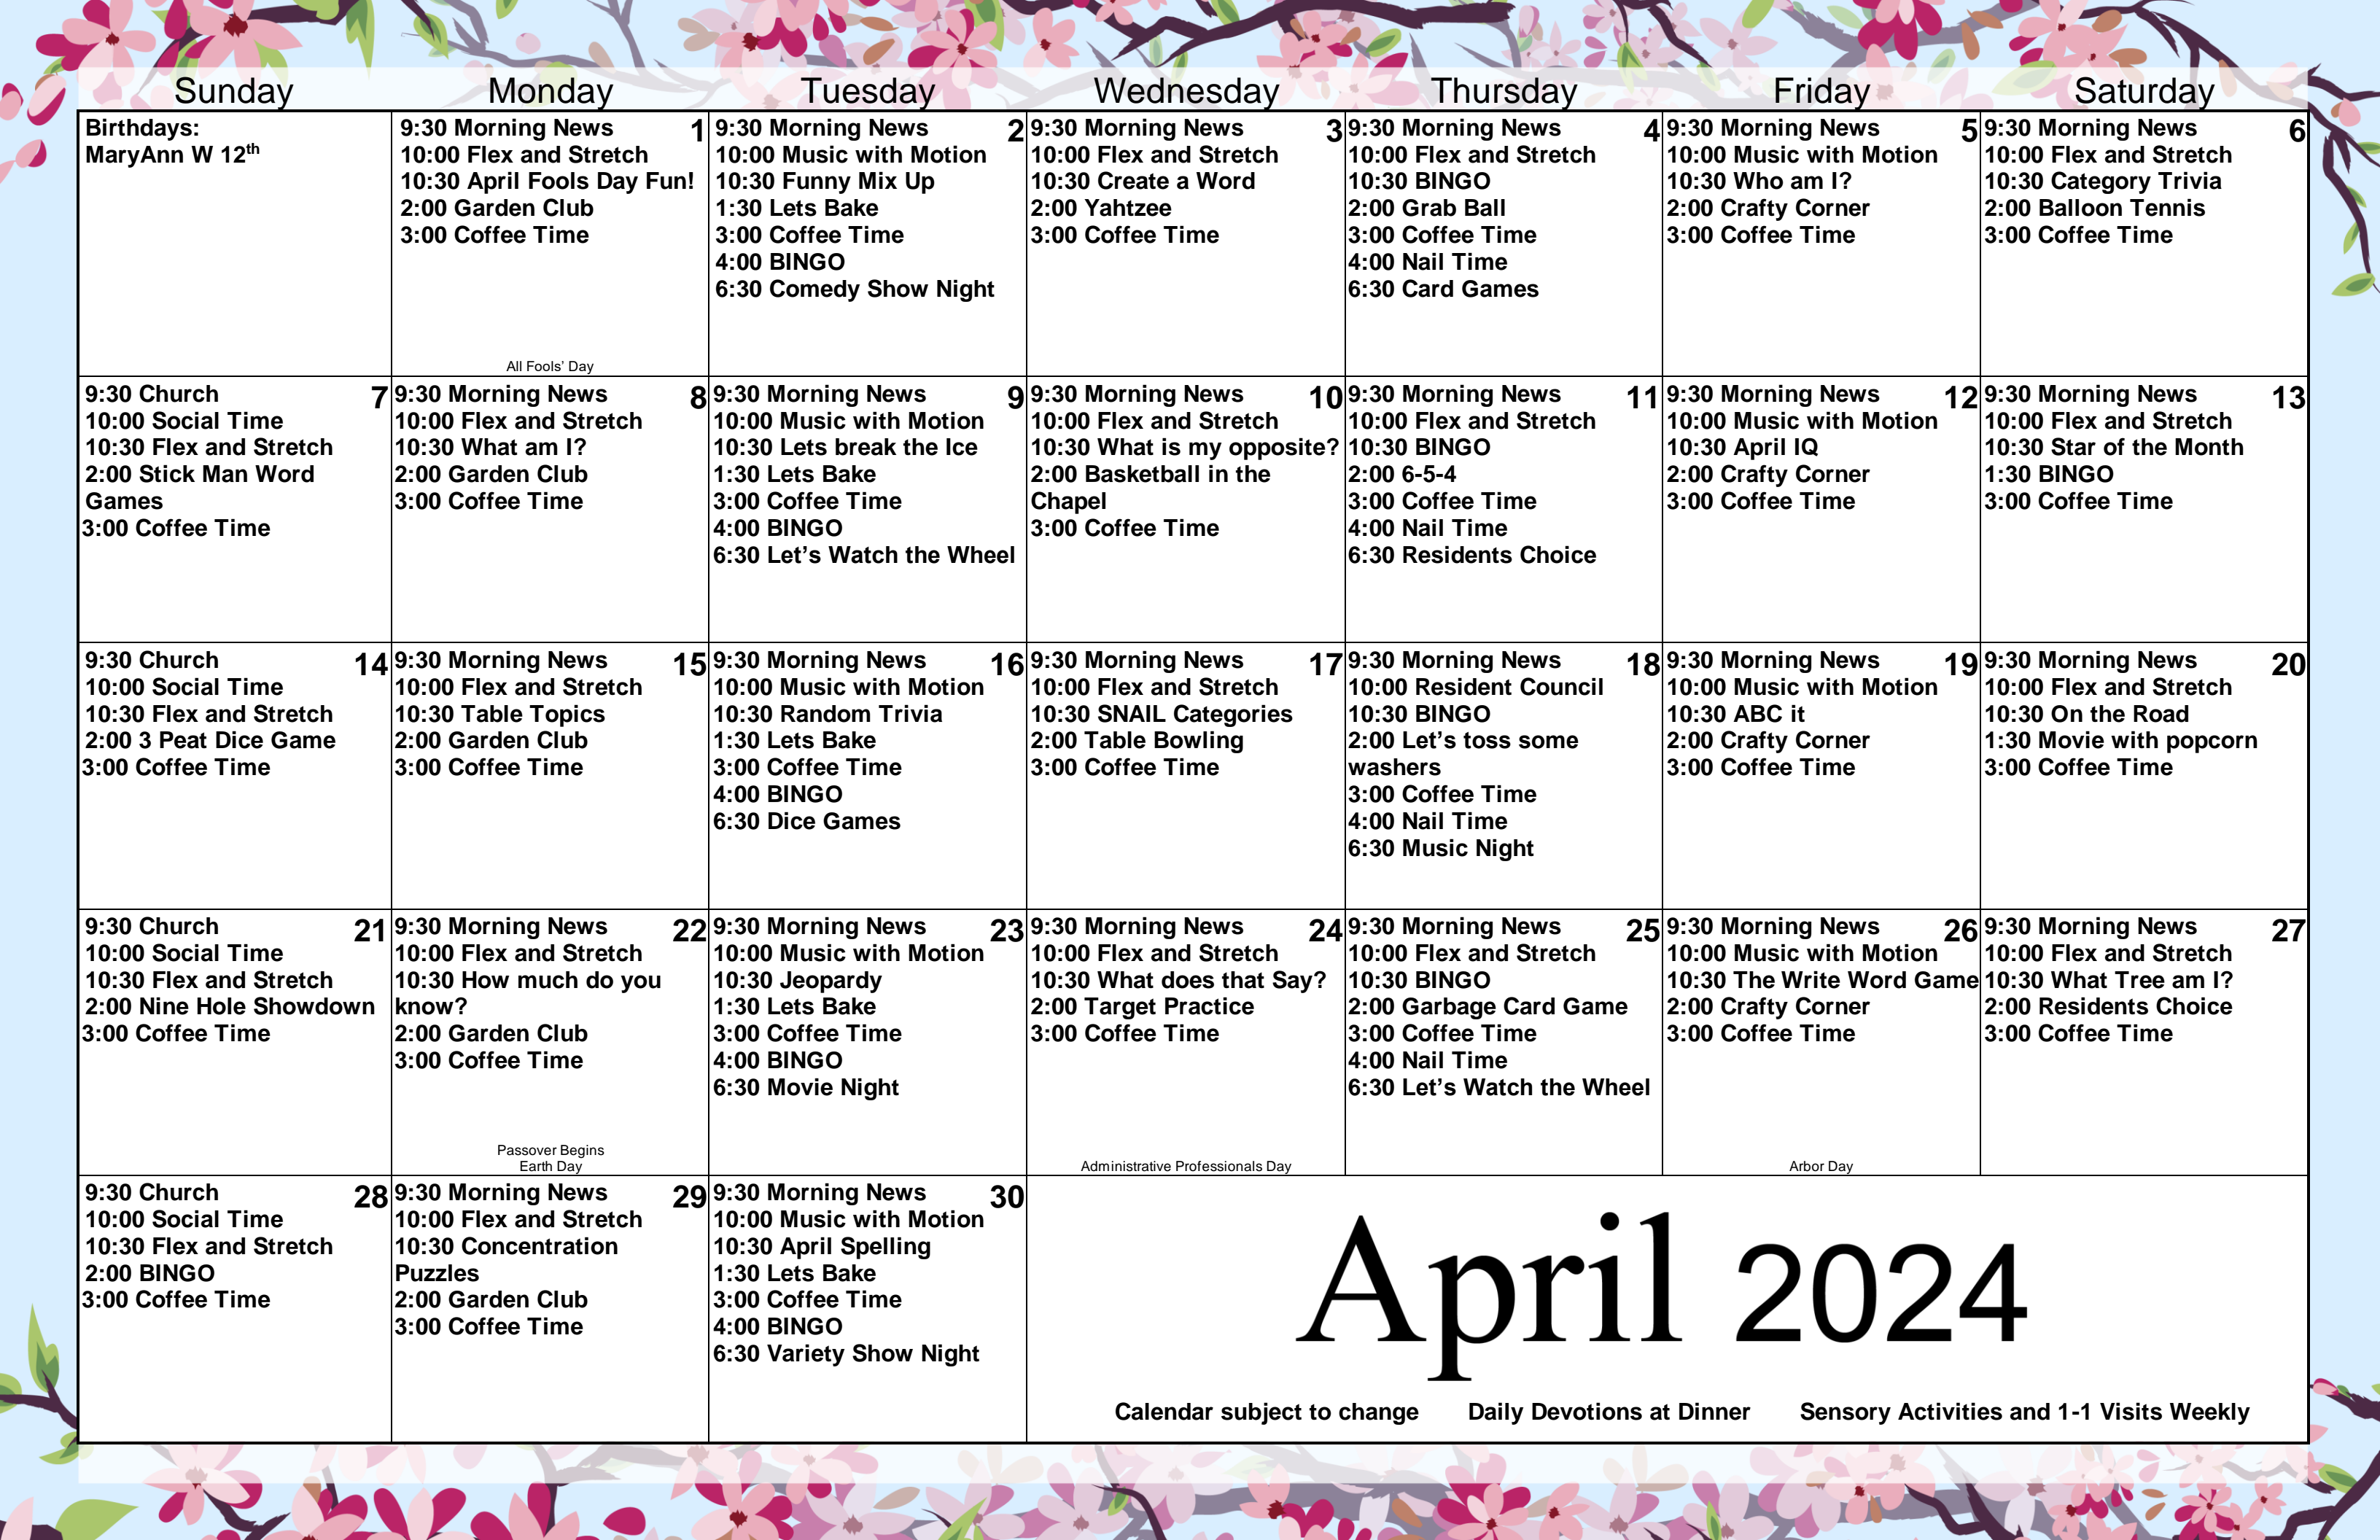 Sunday Monday Tuesday Wednesday Thursday Friday Saturday
Birthdays:
MaryAnn W 12th
1
9:30 Morning News
10:00 Flex and Stretch
10:30 April Fools Day Fun!
2:00 Garden Club
3:00 Coffee Time
All Fools' Day
2
9:30 Morning News
10:00 Music with Motion
10:30 Funny Mix Up
1:30 Lets Bake
3:00 Coffee Time
4:00 BINGO
6:30 Comedy Show Night
3
9:30 Morning News
10:00 Flex and Stretch
10:30 Create a Word
2:00 Yahtzee
3:00 Coffee Time
4
9:30 Morning News
10:00 Flex and Stretch
10:30 BINGO
2:00 Grab Ball
3:00 Coffee Time
4:00 Nail Time
6:30 Card Games
5
9:30 Morning News
10:00 Music with Motion
10:30 Who am I?
2:00 Crafty Corner
3:00 Coffee Time
6
9:30 Morning News
10:00 Flex and Stretch
10:30 Category Trivia
2:00 Balloon Tennis
3:00 Coffee Time
7
9:30 Church
10:00 Social Time
10:30 Flex and Stretch
2:00 Stick Man Word
Games
3:00 Coffee Time
8
9:30 Morning News
10:00 Flex and Stretch
10:30 What am I?
2:00 Garden Club
3:00 Coffee Time
9
9:30 Morning News
10:00 Music with Motion
10:30 Lets break the Ice
1:30 Lets Bake
3:00 Coffee Time
4:00 BINGO
6:30 Let's Watch the Wheel
10
9:30 Morning News
10:00 Flex and Stretch
10:30 What is my opposite?
2:00 Basketball in the
Chapel
3:00 Coffee Time
11
9:30 Morning News
10:00 Flex and Stretch
10:30 BINGO
2:00 6-5-4
3:00 Coffee Time
4:00 Nail Time
6:30 Residents Choice
12
9:30 Morning News
10:00 Music with Motion
10:30 April IQ
2:00 Crafty Corner
3:00 Coffee Time
13
9:30 Morning News
10:00 Flex and Stretch
10:30 Star of the Month
1:30 BINGO
3:00 Coffee Time
14
9:30 Church
10:00 Social Time
10:30 Flex and Stretch
2:00 3 Peat Dice Game
3:00 Coffee Time
15
9:30 Morning News
10:00 Flex and Stretch
10:30 Table Topics
2:00 Garden Club
3:00 Coffee Time
16
9:30 Morning News
10:00 Music with Motion
10:30 Random Trivia
1:30 Lets Bake
3:00 Coffee Time
4:00 BINGO
6:30 Dice Games
17
9:30 Morning News
10:00 Flex and Stretch
10:30 SNAIL Categories
2:00 Table Bowling
3:00 Coffee Time
18
9:30 Morning News
10:00 Resident Council
10:30 BINGO
2:00 Let's toss some
washers
3:00 Coffee Time
4:00 Nail Time
6:30 Music Night
19
9:30 Morning News
10:00 Music with Motion
10:30 ABC it
2:00 Crafty Corner
3:00 Coffee Time
20
9:30 Morning News
10:00 Flex and Stretch
10:30 On the Road
1:30 Movie with popcorn
3:00 Coffee Time
21
9:30 Church
10:00 Social Time
10:30 Flex and Stretch
2:00 Nine Hole Showdown
3:00 Coffee Time
22
9:30 Morning News
10:00 Flex and Stretch
10:30 How much do you
know?
2:00 Garden Club
3:00 Coffee Time
Passover Begins
Earth Day
23
9:30 Morning News
10:00 Music with Motion
10:30 Jeopardy
1:30 Lets Bake
3:00 Coffee Time
4:00 BINGO
6:30 Movie Night
24
9:30 Morning News
10:00 Flex and Stretch
10:30 What does that Say?
2:00 Target Practice
3:00 Coffee Time
Administrative Professionals Day
25
9:30 Morning News
10:00 Flex and Stretch
10:30 BINGO
2:00 Garbage Card Game
3:00 Coffee Time
4:00 Nail Time
6:30 Let's Watch the Wheel
26
9:30 Morning News
10:00 Music with Motion
10:30 The Write Word Game
2:00 Crafty Corner
3:00 Coffee Time
Arbor Day
27
9:30 Morning News
10:00 Flex and Stretch
10:30 What Tree am I?
2:00 Residents Choice
3:00 Coffee Time
28
9:30 Church
10:00 Social Time
10:30 Flex and Stretch
2:00 BINGO
3:00 Coffee Time
29
9:30 Morning News
10:00 Flex and Stretch
10:30 Concentration
Puzzles
2:00 Garden Club
3:00 Coffee Time
30
9:30 Morning News
10:00 Music with Motion
10:30 April Spelling
1:30 Lets Bake
3:00 Coffee Time
4:00 BINGO
6:30 Variety Show Night
April 2024
Calendar subject to change Daily Devotions at Dinner Sensory Activities and 1-1 Visits Weekly